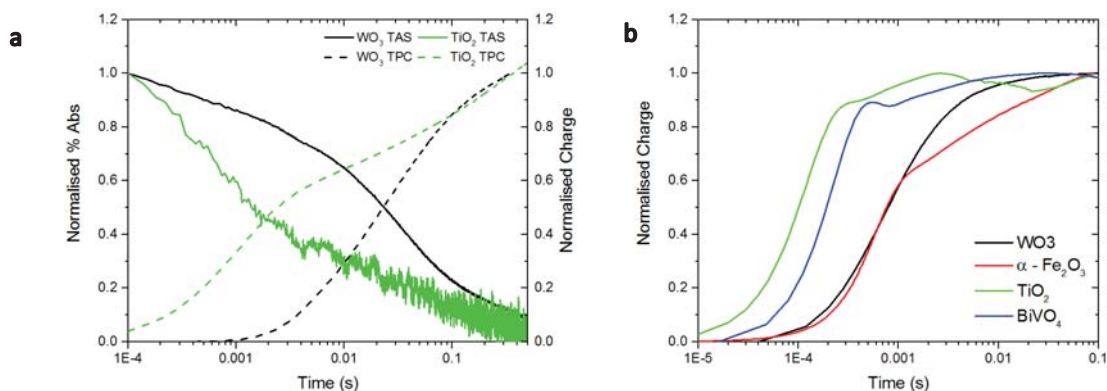 a
1.2
1.0
0.8
0.6
0.4
0.2
0.0
Normalised % Abs
WO3 TAS
TiO2 TAS
WO3 TPC
TiO2 TPC
1.2
1.0
0.8
0.6
0.4
0.2
0.0
Normalised Charge
1E-4
0.001
0.01
0.1
Time (s)
b
1.2
1.0
0.8
0.6
0.4
0.2
0.0
Normalised Charge
WO3
α - Fe2O3
TiO2
BiVO4
1E-5
1E-4
0.001
0.01
0.1
Time (s)